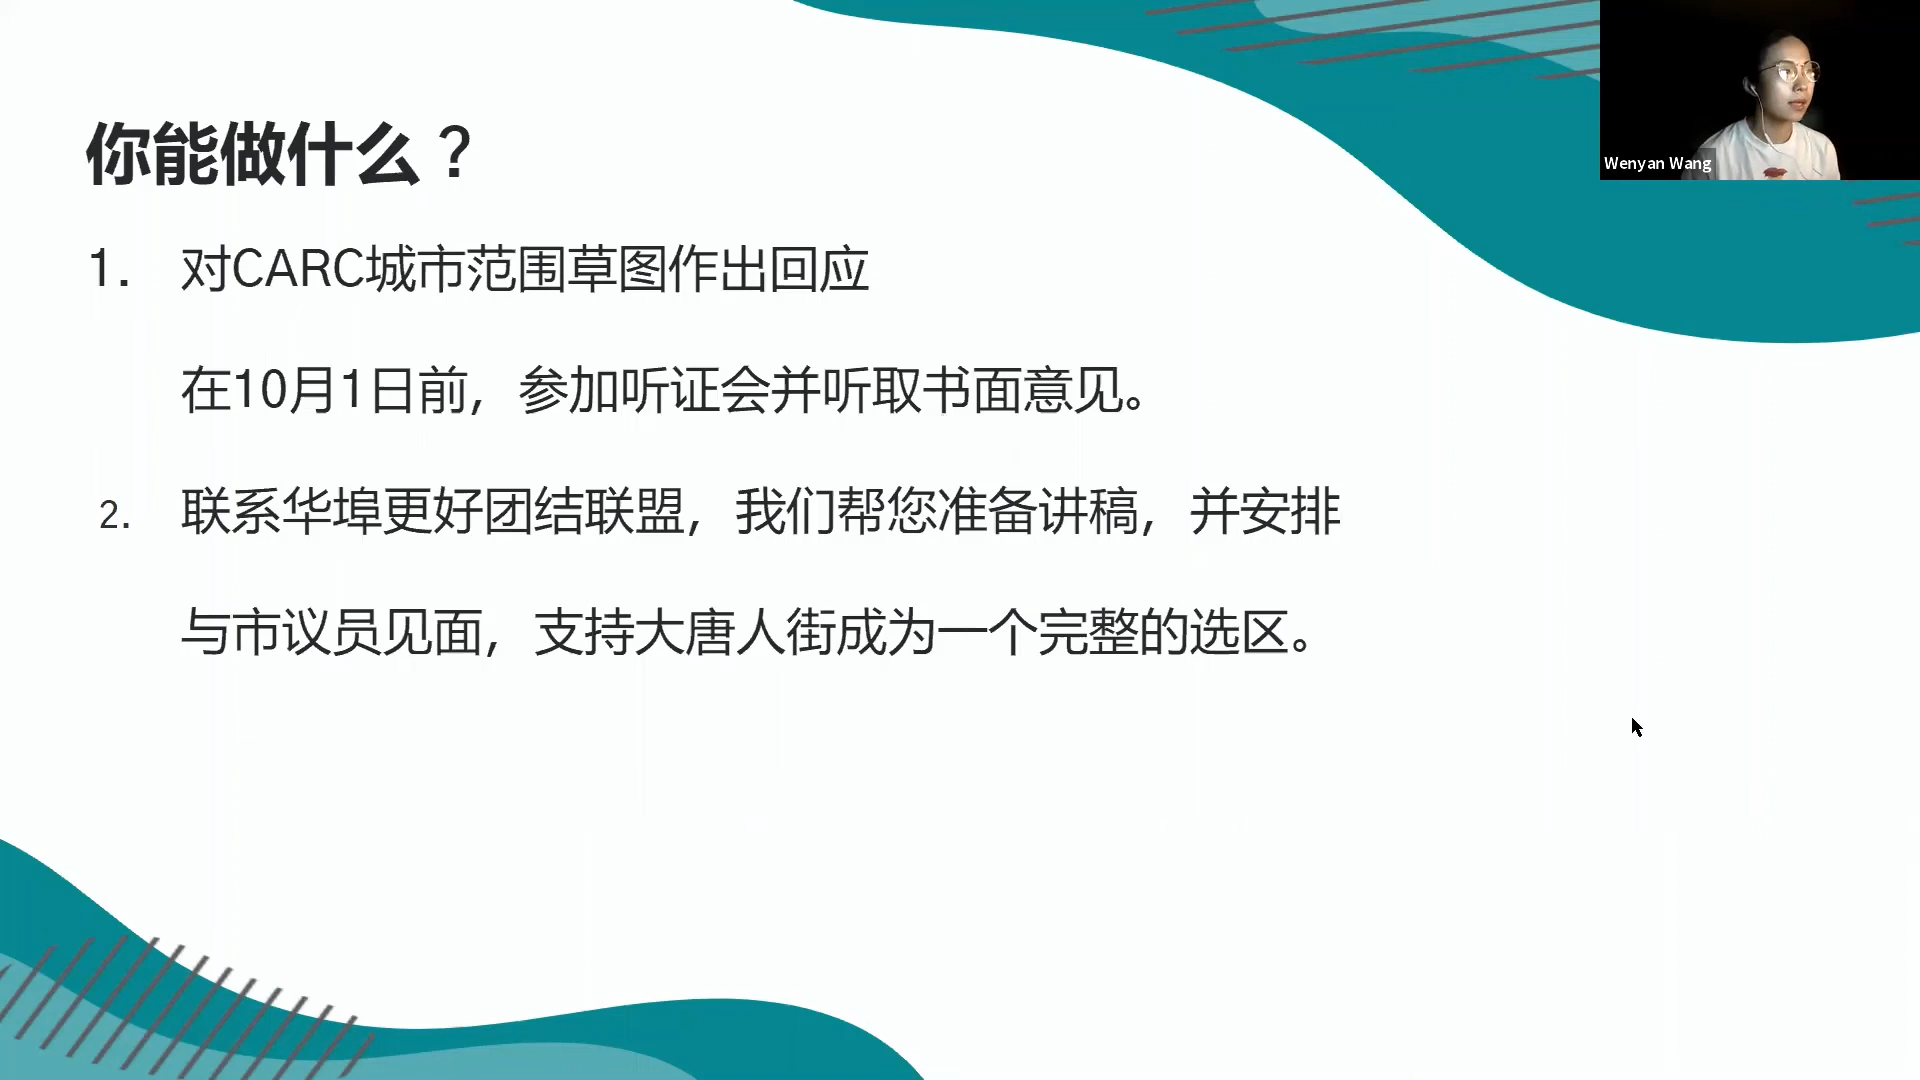 你能做什么？
1. 对CARC城市范围草图作出回应
在10月1日前，参加听证会并听取书面意见。
2. 联系华埠更好团结联盟，我们帮您准备讲稿，并安排
与市议员见面，支持大唐人街成为一个完整的选区。
Wenyan Wang